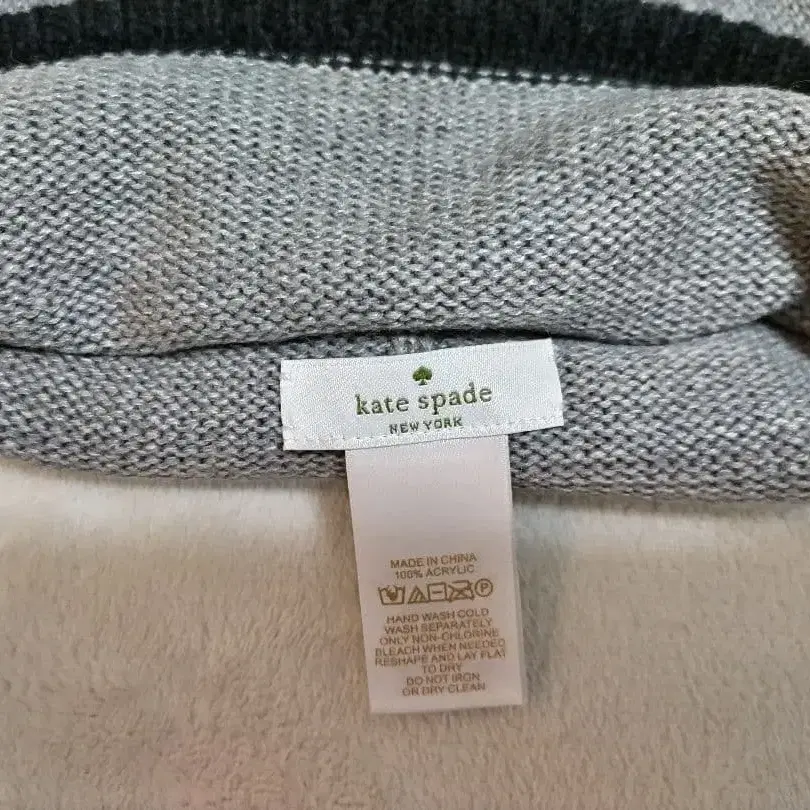 kate spade
NEW YORK
MADE IN CHINA
100% ACRYLIC
P
HAND WASH COLD
WASH SEPARATELY
ONLY NON-CHLORINE
BLEACH WHEN NEEDED
RESHAPE AND LAY FLAT
TO DRY
DO NOT IRON
OR DRY CLEAN